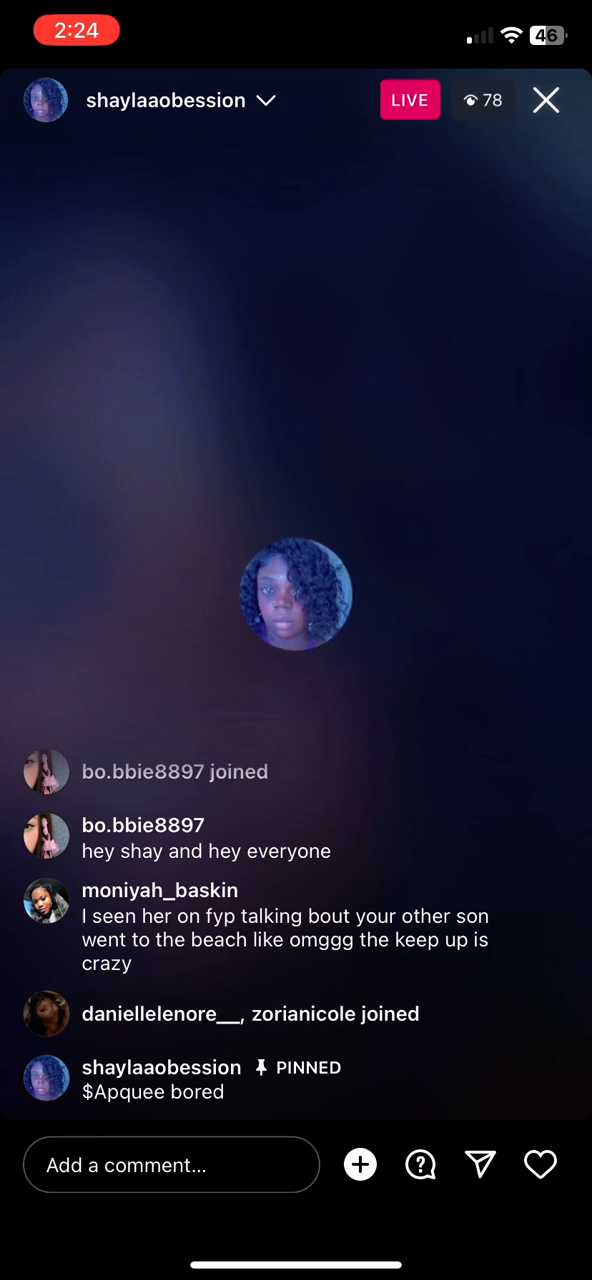 2:24
46
shaylaaobession
LIVE
78
bo.bbie8897 joined
bo.bbie8897
hey shay and hey everyone
moniyah_baskin
I seen her on fyp talking bout your other son
went to the beach like omggg the keep up is
crazy
daniellelenore__, zorianicole joined
shaylaaobession PINNED
$Apquee bored
Add a comment...